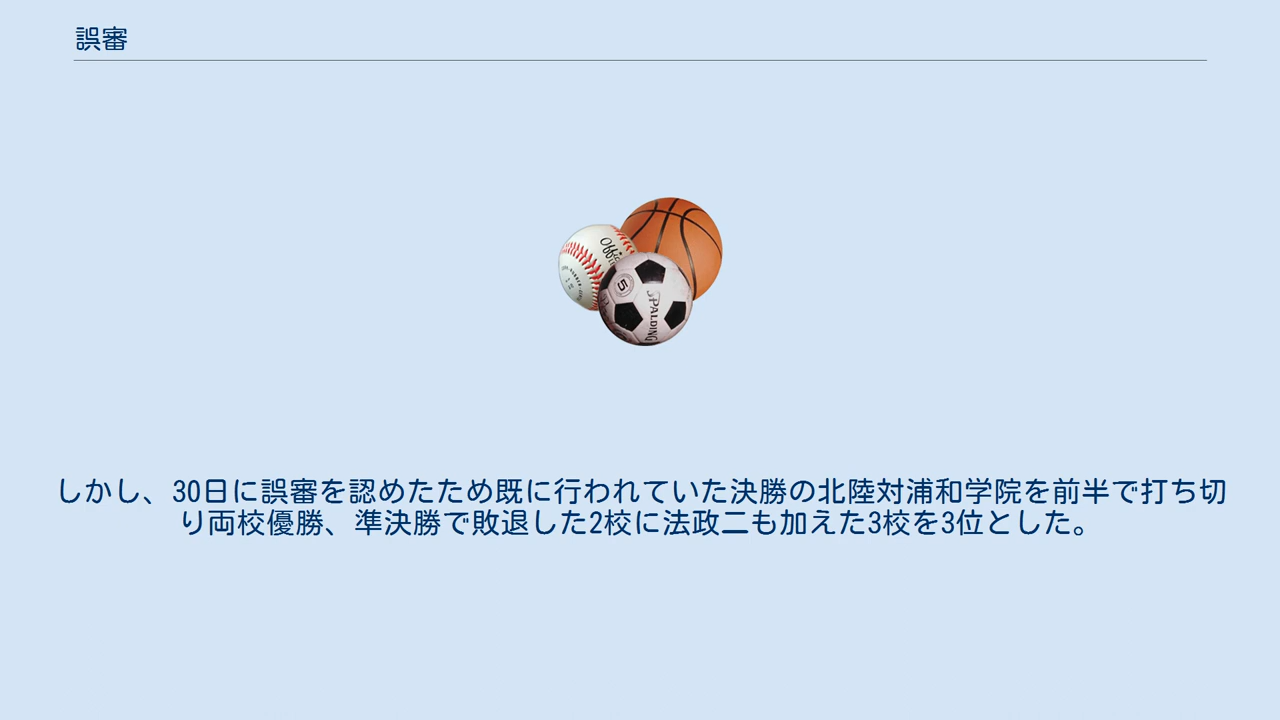 誤審
Offici
5
SPALDING
しかし、30日に誤審を認めたため既に行われていた決勝の北陸対浦和学院を前半で打ち切
り両校優勝、準決勝で敗退した2校に法政二も加えた3校を3位とした。